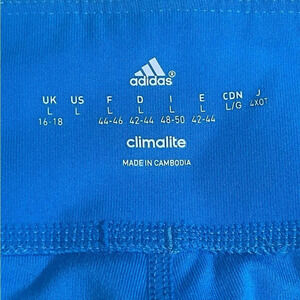 adidas®
UK US F D I E CDN J
L L L L L L L/G 4XOT
16-18 44-46 42-44 48-50 42-44
climalite
MADE IN CAMBODIA